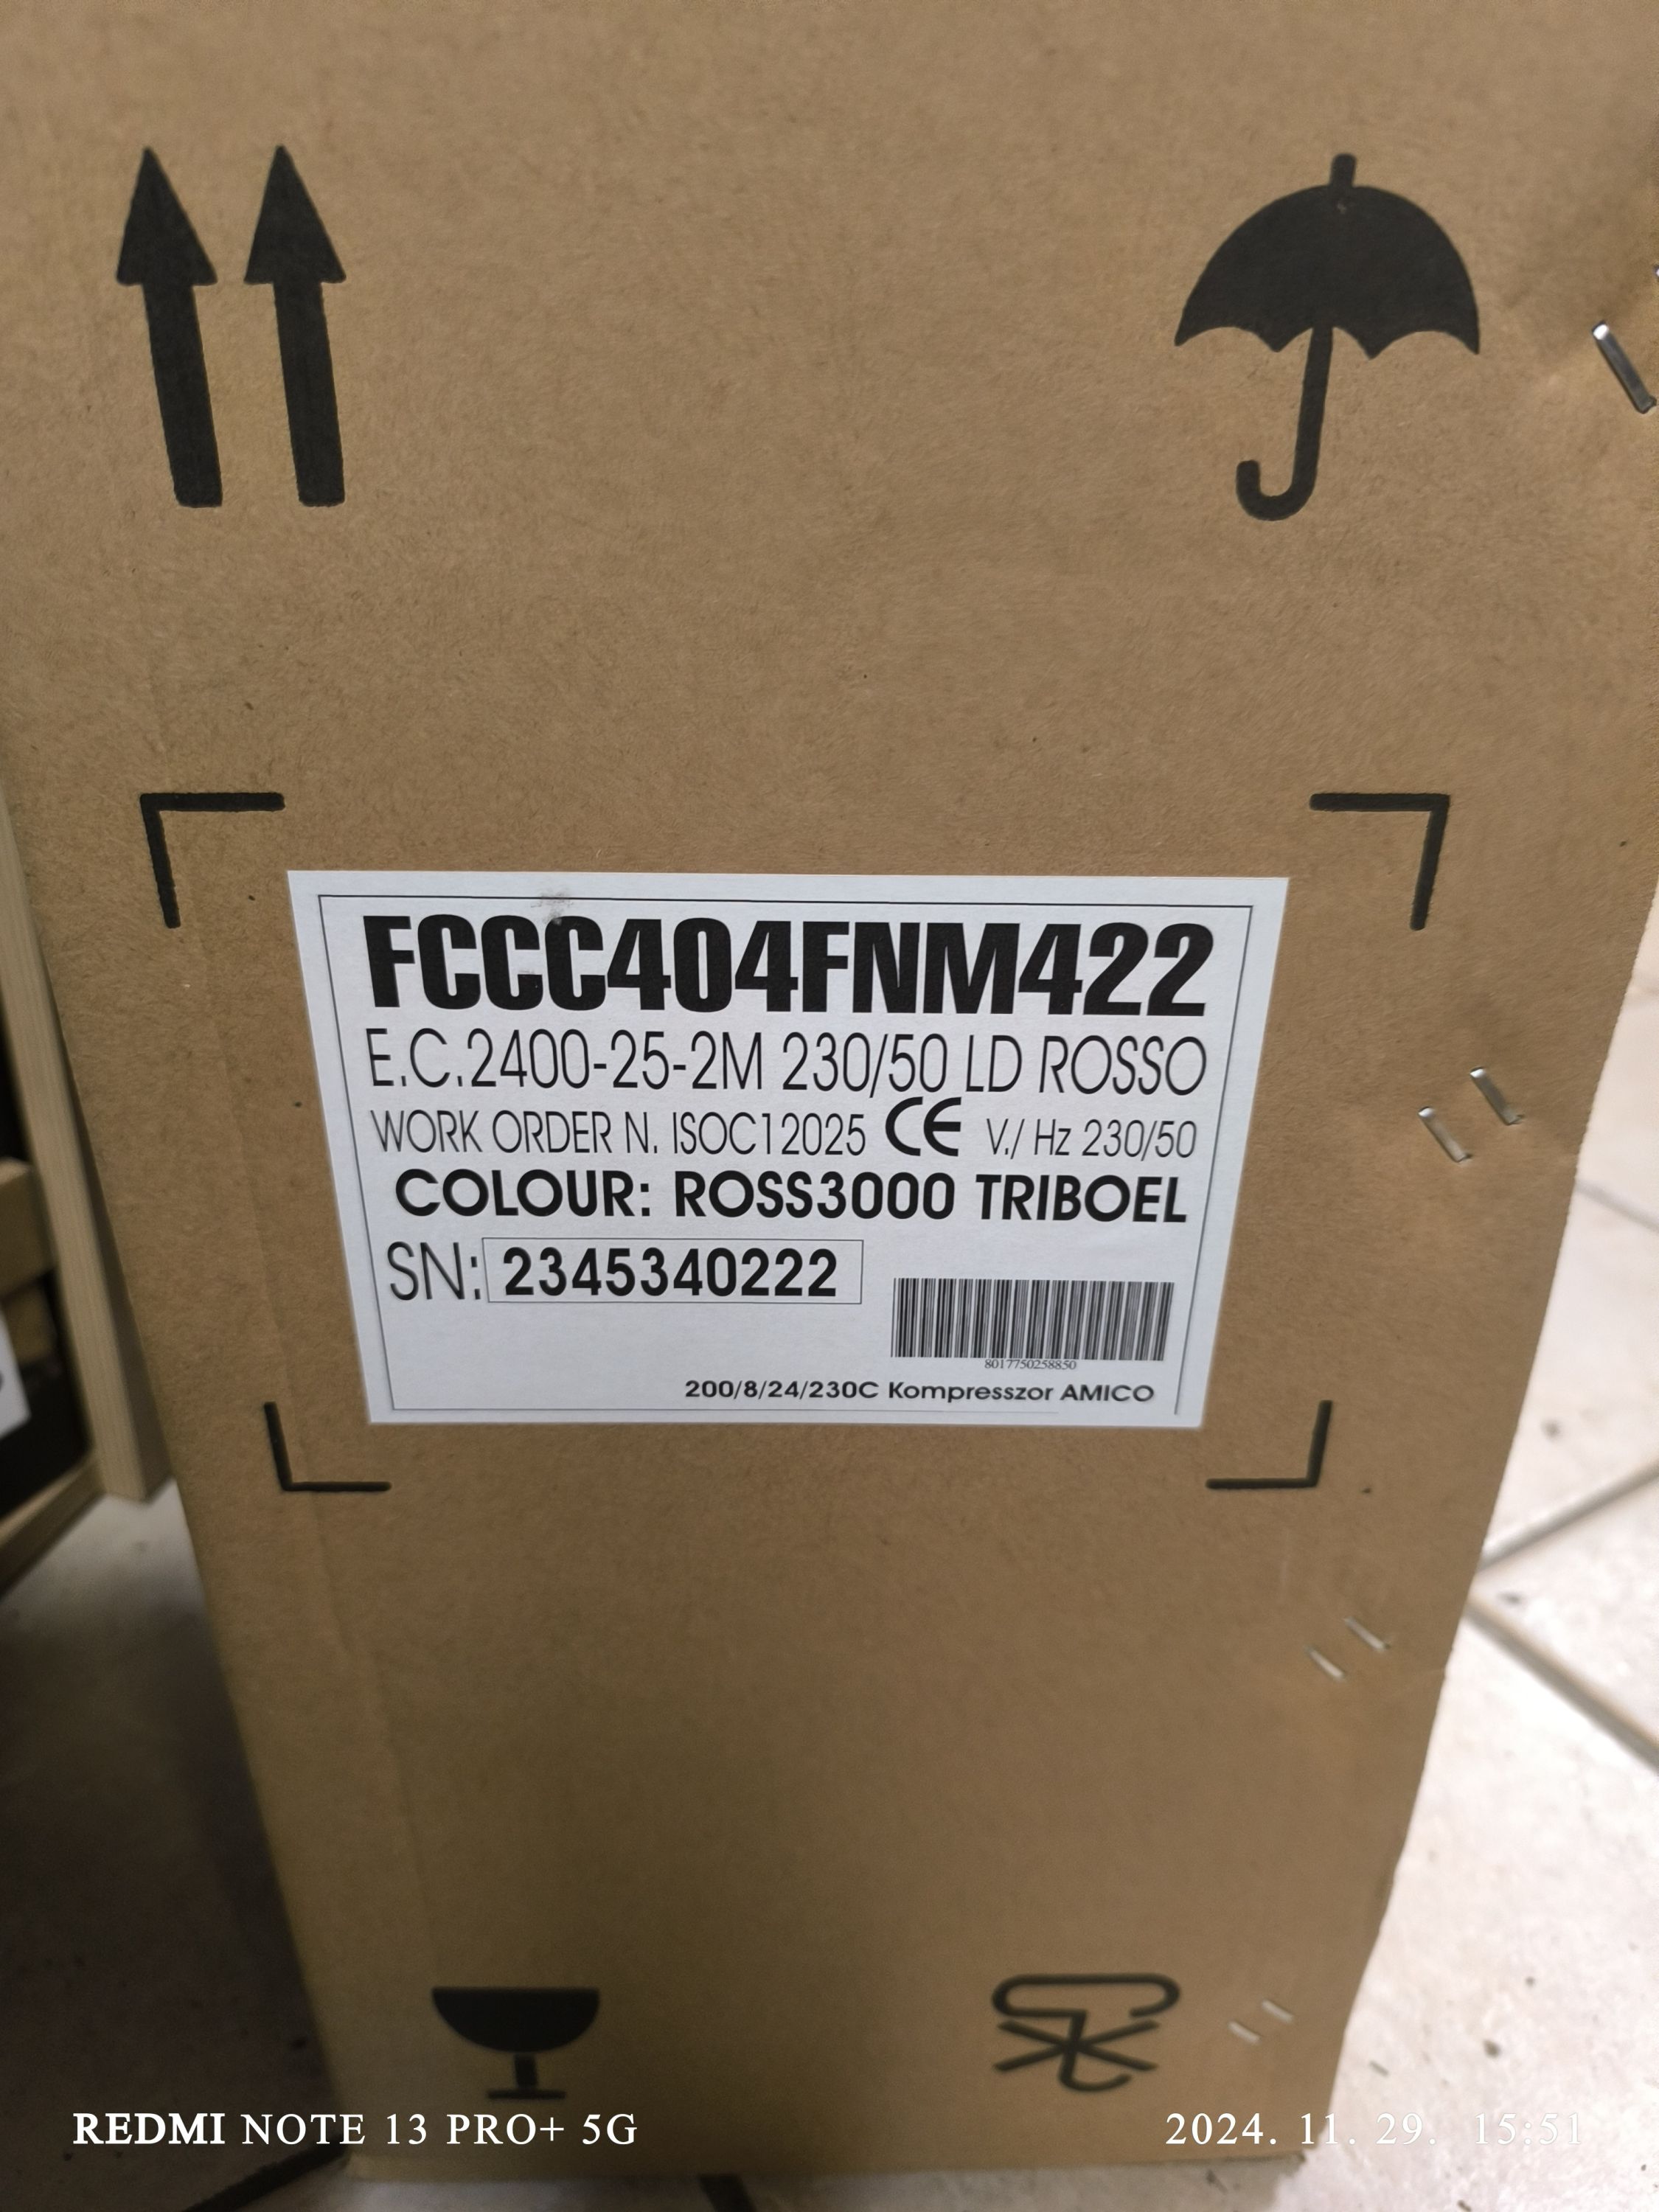 FCCC404FNM422
E.C.2400-25-2M 230/50 LD ROSSO
WORK ORDER N. ISOC12025 CE V./ Hz 230/50
COLOUR: ROSS3000 TRIBOEL
SN: 2345340222
8017750258850
200/8/24/230C Kompresszor AMICO
REDMI NOTE 13 PRO+ 5G
2024. 11. 29. 15:51